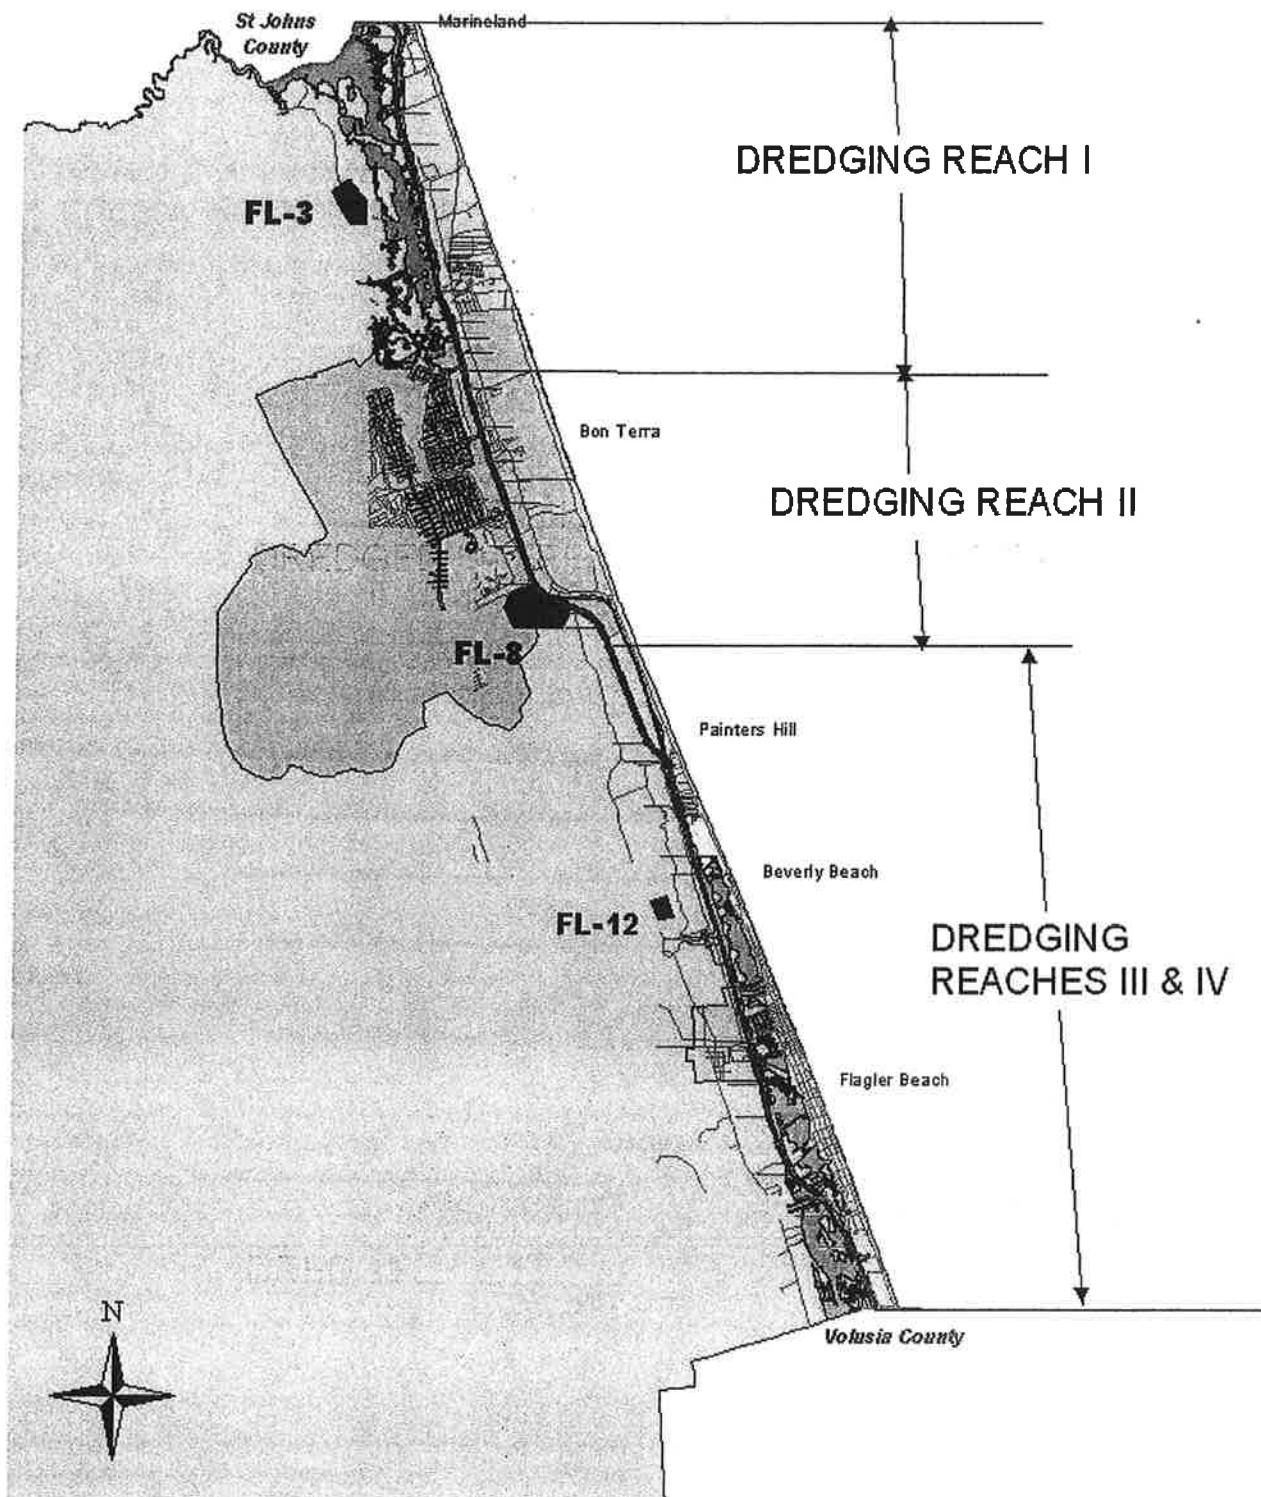 St Johns
County
Marineland
DREDGING REACH I
FL-3
Bon Terra
DREDGING REACH II
FL-8
Painters Hill
Beverly Beach
FL-12
DREDGING
REACHES III & IV
Flagler Beach
N
Volusia County